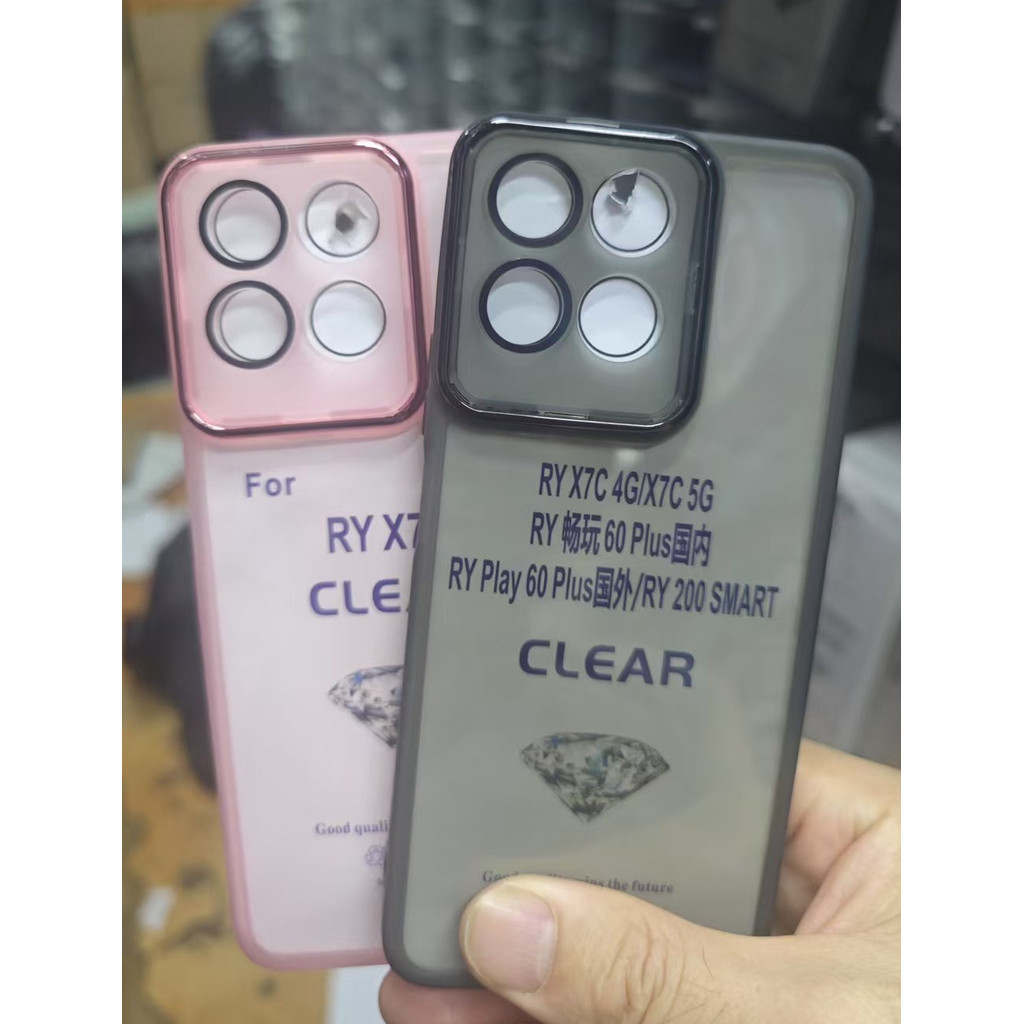 For
RY X7
CLEA
Good quali
RY X7C 4G/X7C 5G
RY 畅玩 60 Plus国内
RY Play 60 Plus国外/RY 200 SMART
CLEAR
the future